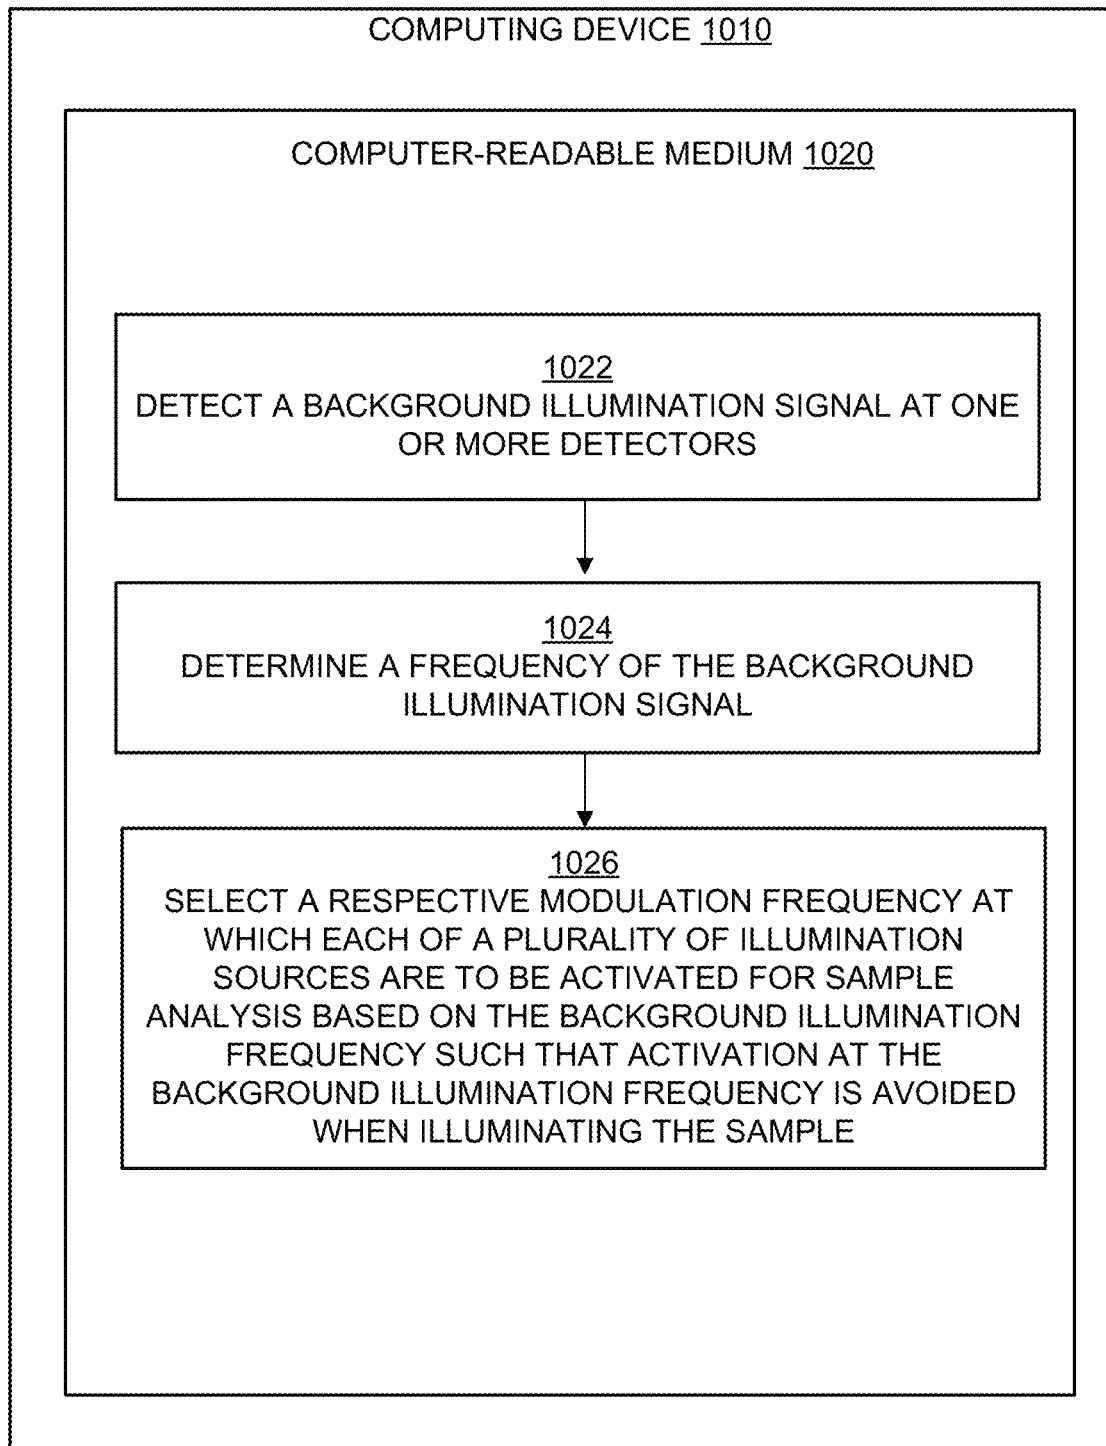 COMPUTING DEVICE 1010
COMPUTER-READABLE MEDIUM 1020
1022
DETECT A BACKGROUND ILLUMINATION SIGNAL AT ONE
OR MORE DETECTORS
1024
DETERMINE A FREQUENCY OF THE BACKGROUND
ILLUMINATION SIGNAL
1026
SELECT A RESPECTIVE MODULATION FREQUENCY AT
WHICH EACH OF A PLURALITY OF ILLUMINATION
SOURCES ARE TO BE ACTIVATED FOR SAMPLE
ANALYSIS BASED ON THE BACKGROUND ILLUMINATION
FREQUENCY SUCH THAT ACTIVATION AT THE
BACKGROUND ILLUMINATION FREQUENCY IS AVOIDED
WHEN ILLUMINATING THE SAMPLE